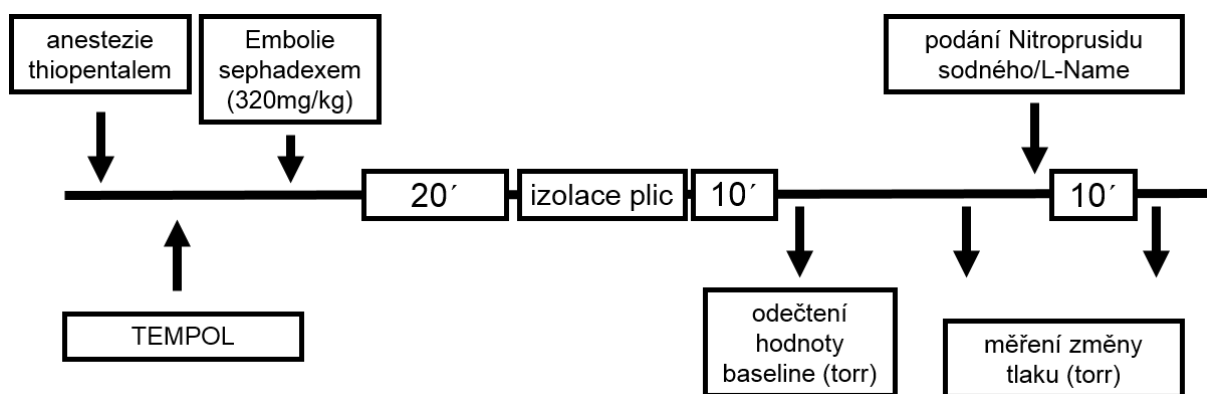 anestezie
thiopentalem
Embolie
sephadexem
(320mg/kg)
podání Nitroprusidu
sodného/L-Name
20´
izolace plic
10´
10´
TEMPOL
odečtení
hodnoty
baseline (torr)
měření změny
tlaku (torr)